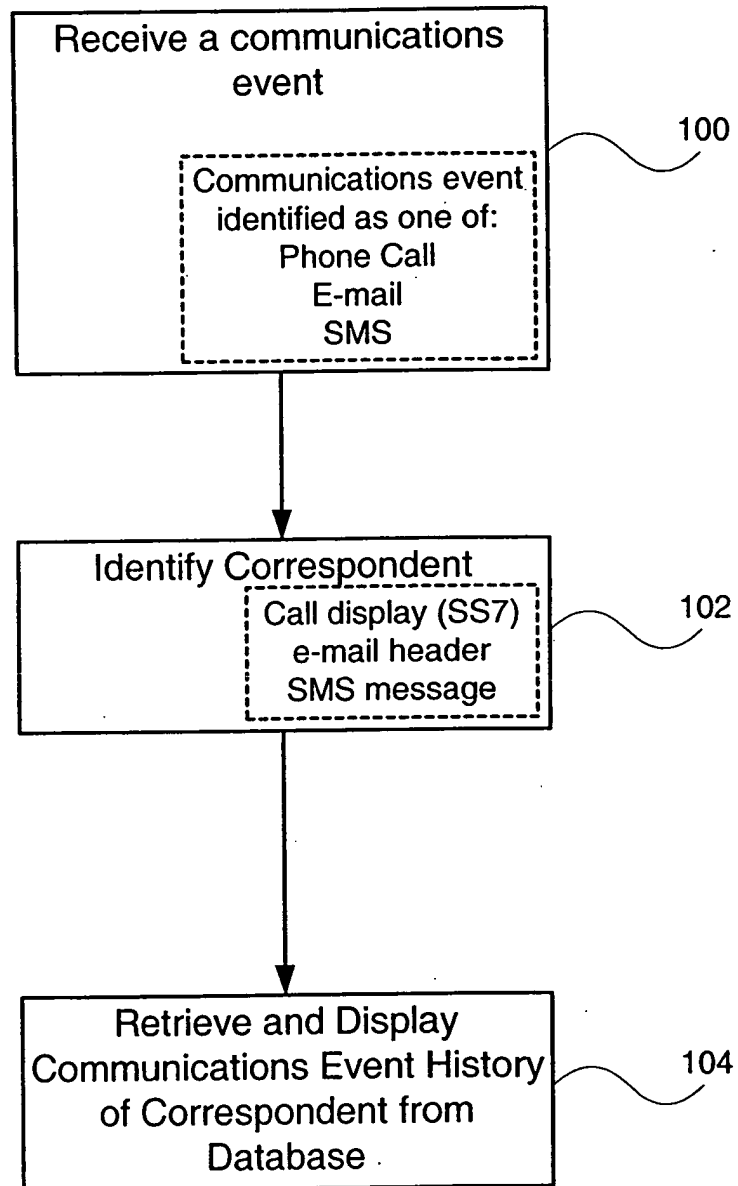 Receive a communications
event
100
Communications event
identified as one of:
Phone Call
E-mail
SMS
Identify Correspondent
102
Call display (SS7)
e-mail header
SMS message
Retrieve and Display
Communications Event History
of Correspondent from
Database
104